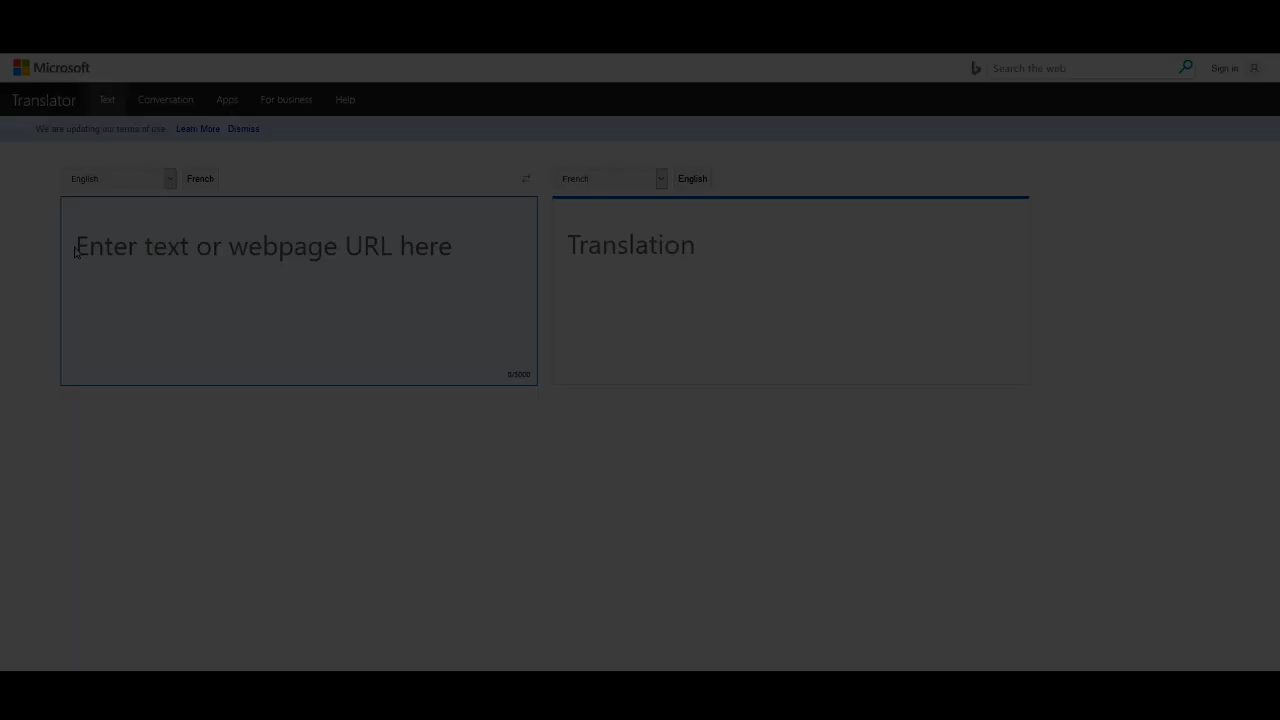 Microsoft
Search the web
Sign in
Translator Text Conversation Apps For business Help
We are updating our terms of use. Learn More Dismiss
English French French English
Enter text or webpage URL here
Translation
0/5000